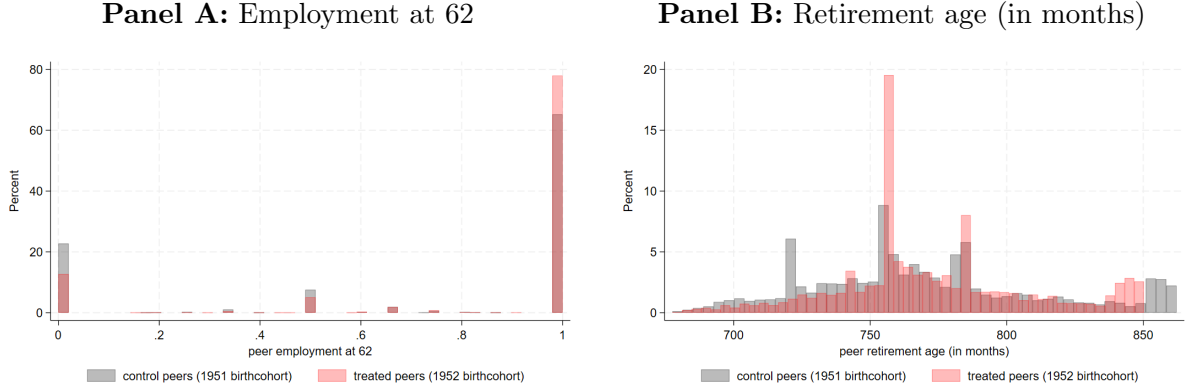 Panel A: Employment at 62
80
60
40
20
0
Percent
0
.2
.4
.6
.8
1
peer employment at 62
control peers (1951 birthcohort)
treated peers (1952 birthcohort)
Panel B: Retirement age (in months)
20
15
10
5
0
Percent
700
750
800
850
peer retirement age (in months)
control peers (1951 birthcohort)
treated peers (1952 birthcohort)